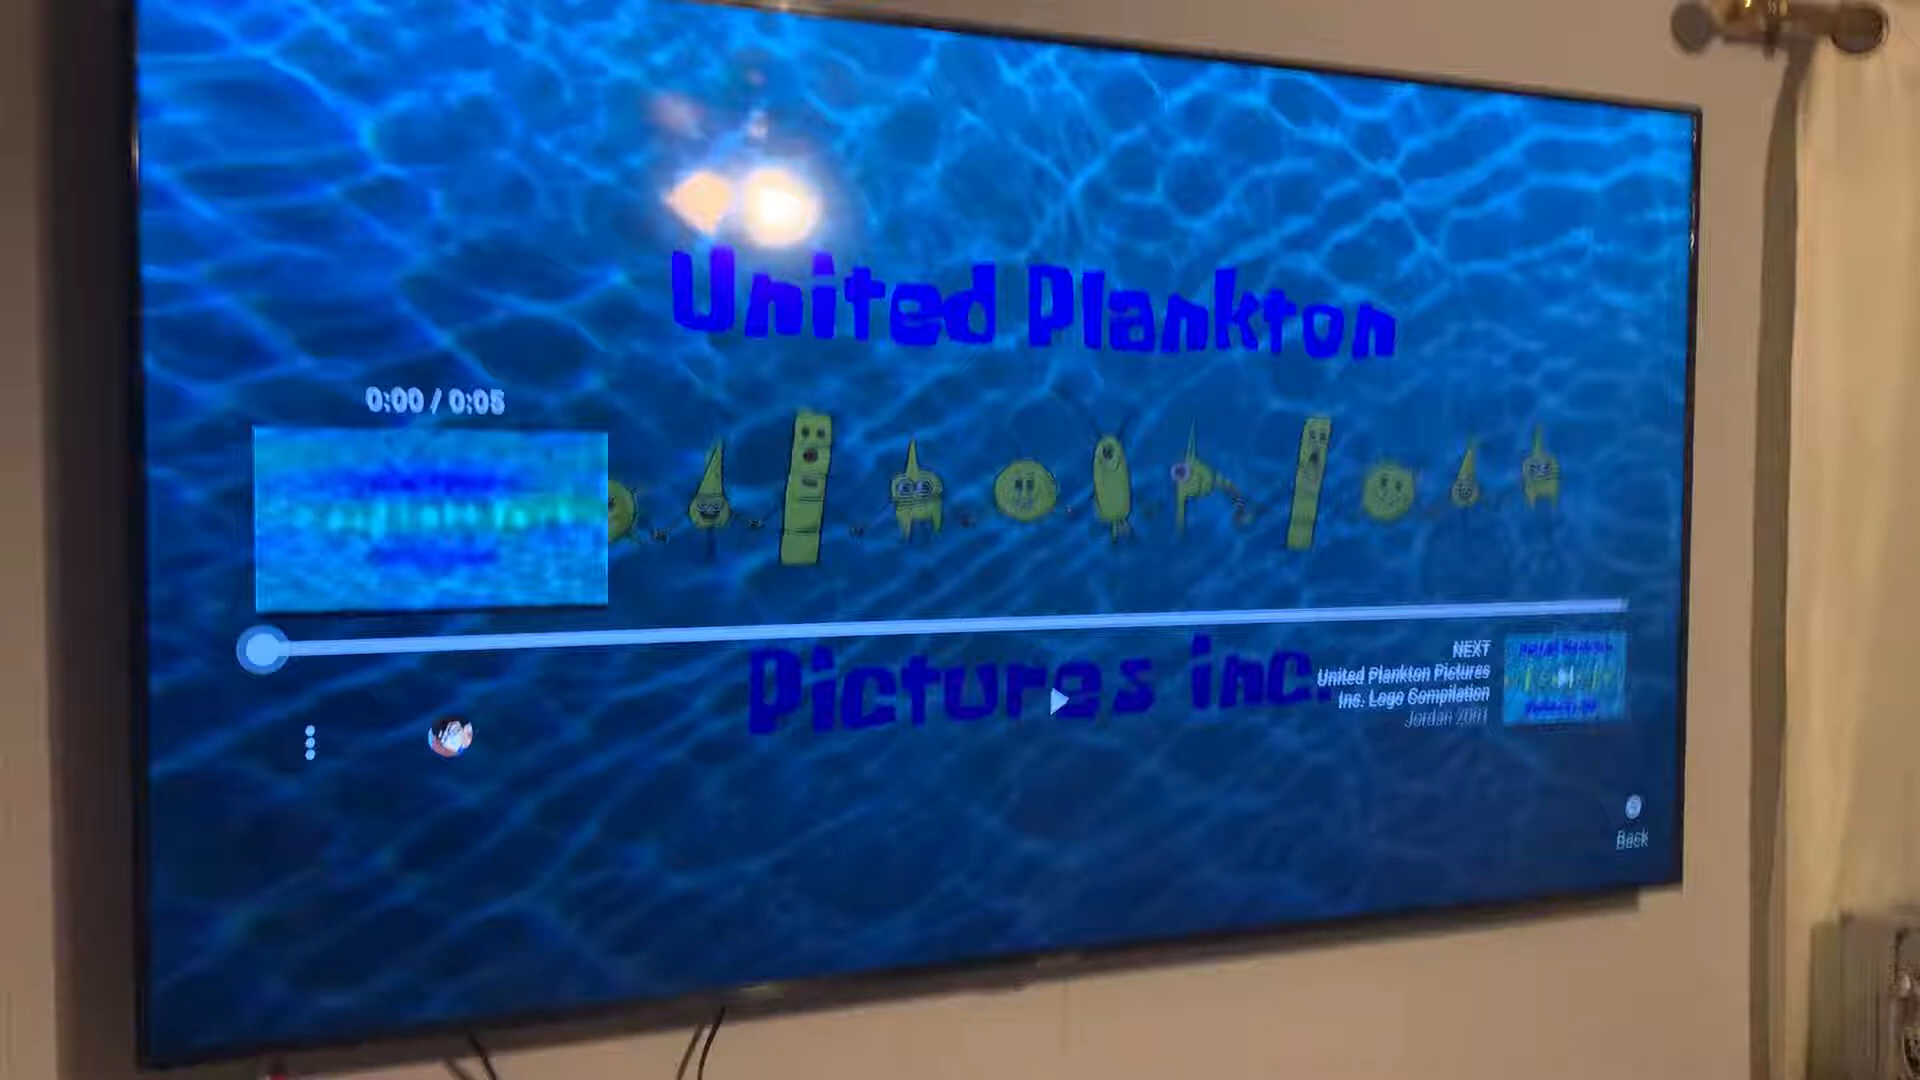 United Plankton
0:00 / 0:05
Pictures inc.
NEXT
United Plankton Pictures
Inc. Logo Compilation
Jordan 2001
Back